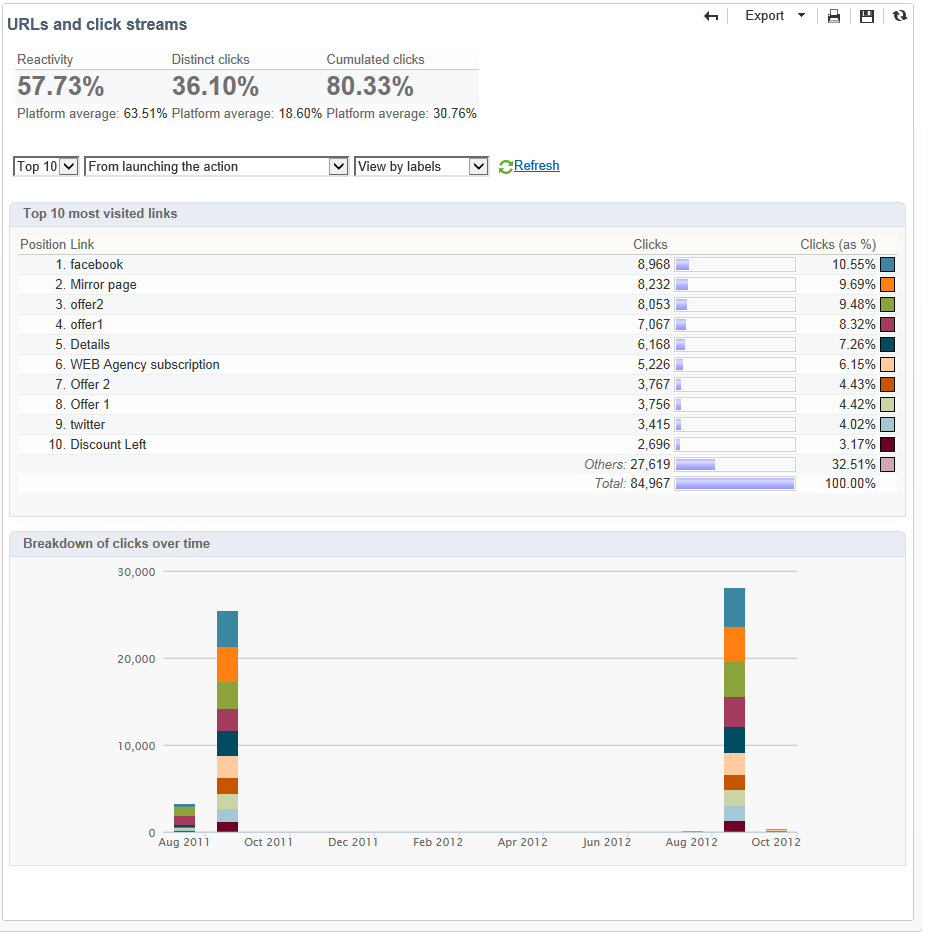 URLs and click streams
Export
Reactivity Distinct clicks Cumulated clicks
57.73% 36.10% 80.33%
Platform average: 63.51% Platform average: 18.60% Platform average: 30.76%
Top 10 From launching the action View by labels Refresh
Top 10 most visited links
Position Link Clicks Clicks (as %)
1. facebook 8,968 10.55%
2. Mirror page 8,232 9.69%
3. offer2 8,053 9.48%
4. offer1 7,067 8.32%
5. Details 6,168 7.26%
6. WEB Agency subscription 5,226 6.15%
7. Offer 2 3,767 4.43%
8. Offer 1 3,756 4.42%
9. twitter 3,415 4.02%
10. Discount Left 2,696 3.17%
Others: 27,619 32.51%
Total: 84,967 100.00%
Breakdown of clicks over time
30,000
20,000
10,000
0
Aug 2011 Oct 2011 Dec 2011 Feb 2012 Apr 2012 Jun 2012 Aug 2012 Oct 2012